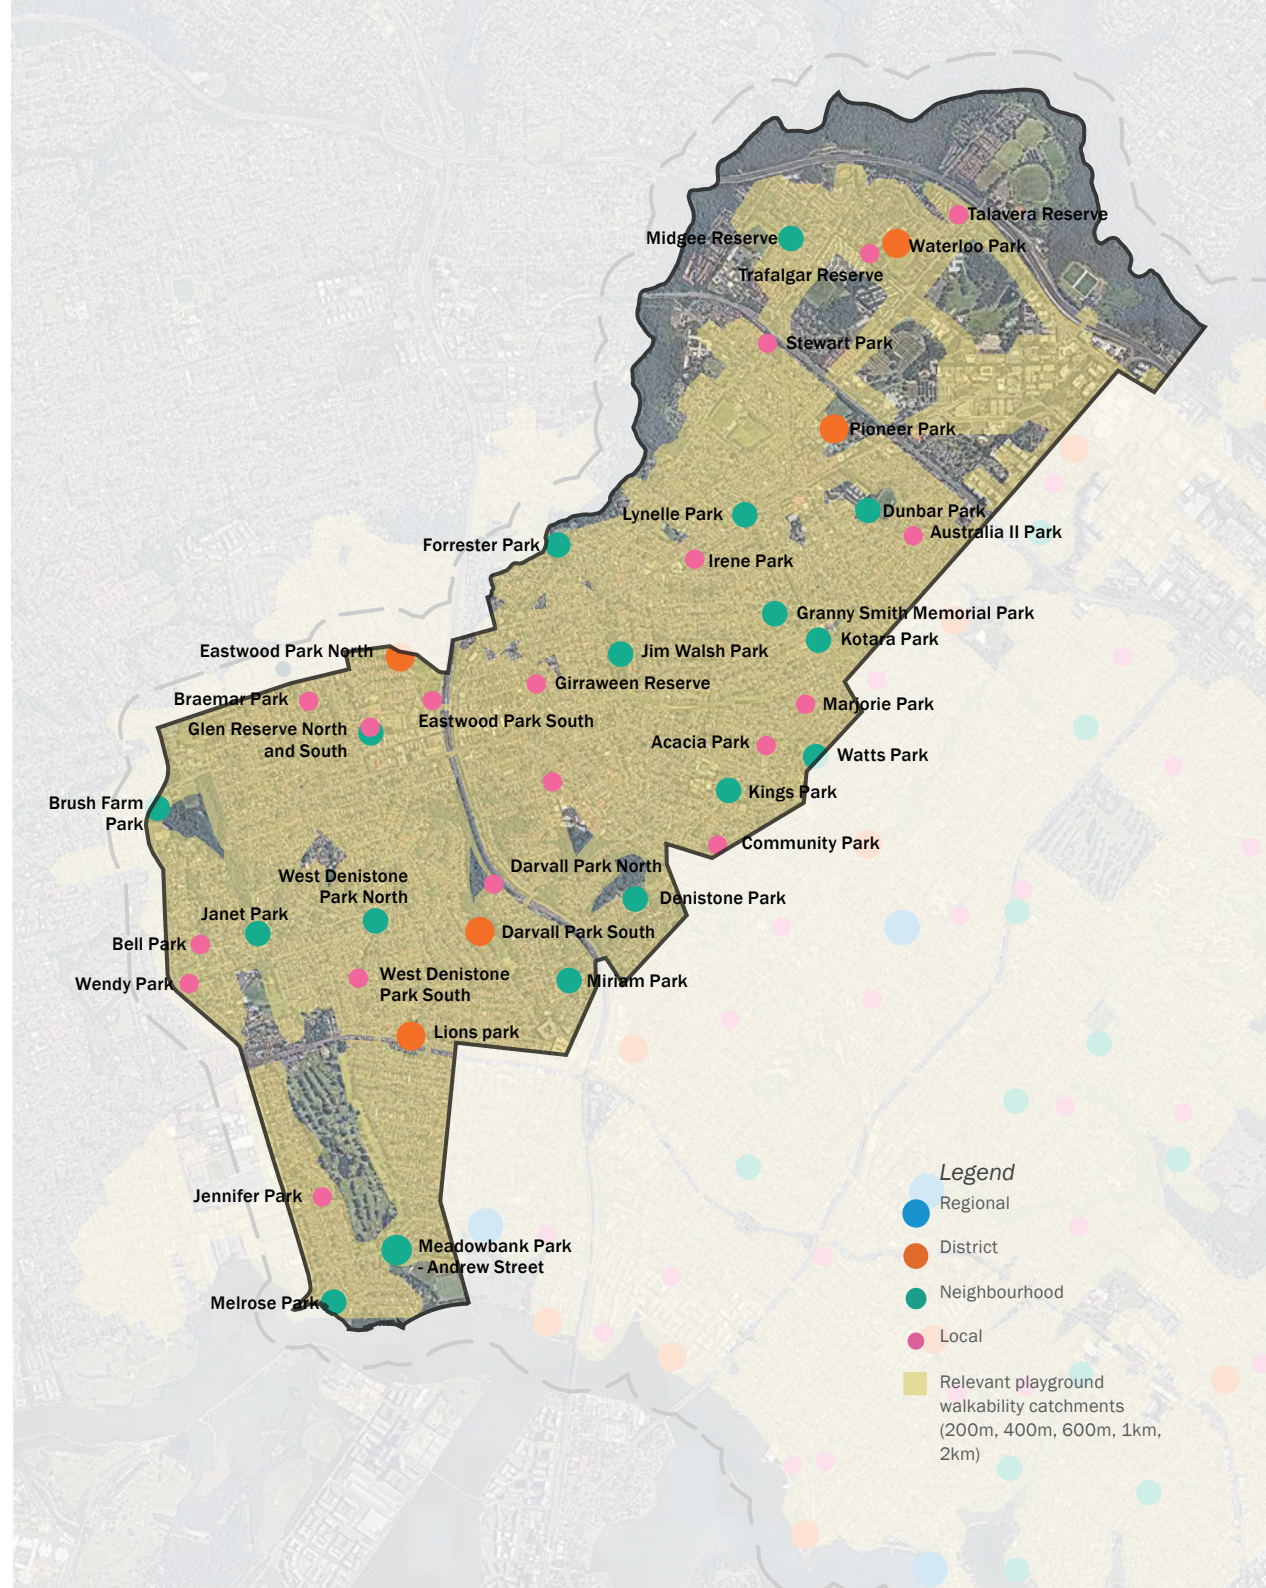 Talavera Reserve
Midgee Reserve
Waterloo Park
Trafalgar Reserve
Stewart Park
Pioneer Park
Lynelle Park
Dunbar Park
Australia II Park
Forrester Park
Irene Park
Granny Smith Memorial Park
Kotara Park
Eastwood Park North
Jim Walsh Park
Girraween Reserve
Braemar Park
Marjorie Park
Eastwood Park South
Glen Reserve North
and South
Acacia Park
Watts Park
Kings Park
Brush Farm
Park
Community Park
Darvall Park North
West Denistone
Park North
Denistone Park
Janet Park
Darvall Park South
Bell Park
West Denistone
Park South
Miriam Park
Wendy Park
Lions park
Jennifer Park
Meadowbank Park
- Andrew Street
Melrose Park
Legend
Regional
District
Neighbourhood
Local
Relevant playground
walkability catchments
(200m, 400m, 600m, 1km,
2km)